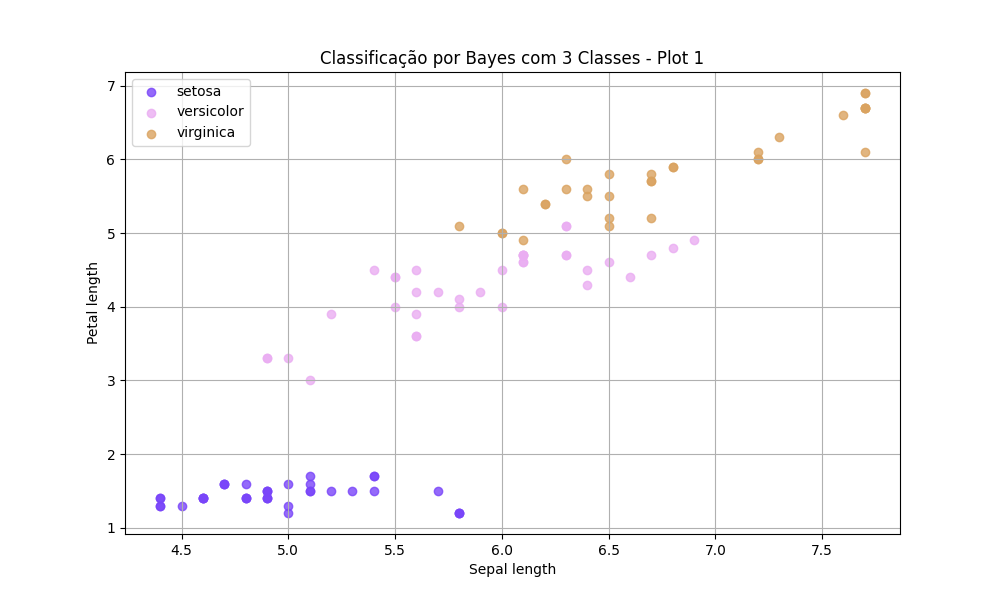 Classificação por Bayes com 3 Classes - Plot 1
setosa
versicolor
virginica
Petal length
7
6
5
4
3
2
1
4.5 5.0 5.5 6.0 6.5 7.0 7.5
Sepal length